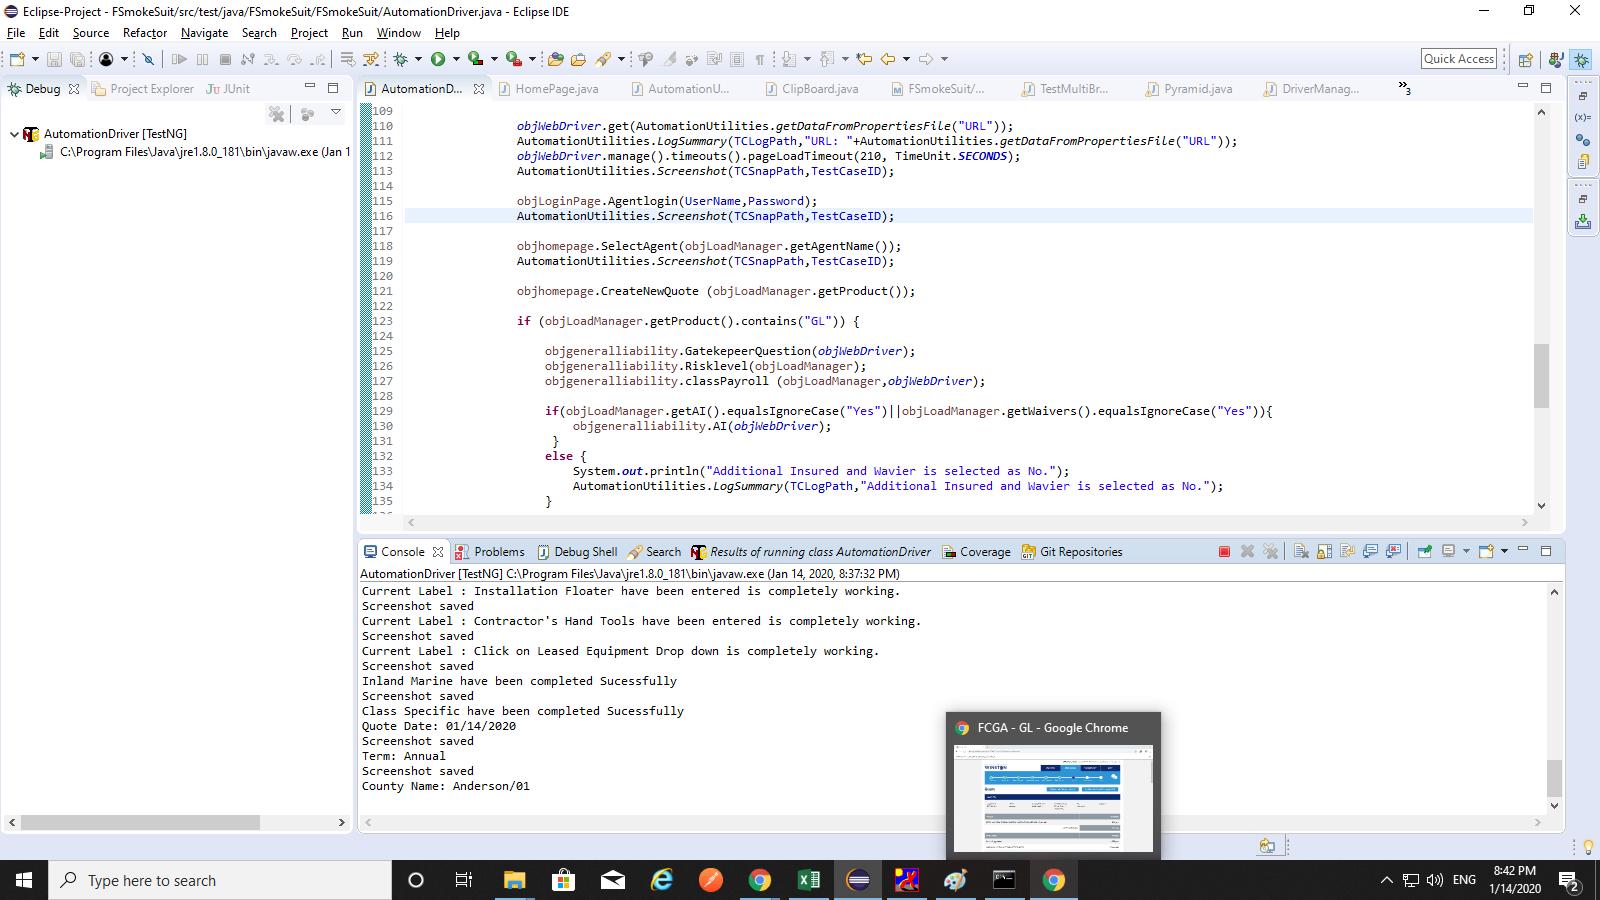 Eclipse-Project - FSmokeSuit/src/test/java/FSmokeSuit/FSmokeSuit/AutomationDriver.java - Eclipse IDE
File Edit Source Refactor Navigate Search Project Run Window Help
Quick Access
Debug Project Explorer JUnit
AutomationD... HomePage.java AutomationU... ClipBoard.java FSmokeSuit/... TestMultiBr... Pyramid.java DriverManag... 3
AutomationDriver [TestNG]
C:\Program Files\Java\jre1.8.0_181\bin\javaw.exe (Jan 1
109
110 objWebDriver.get(AutomationUtilities.getDataFromPropertiesFile("URL"));
111 AutomationUtilities.LogSummary(TCLogPath,"URL: "+AutomationUtilities.getDataFromPropertiesFile("URL"));
112 objWebDriver.manage().timeouts().pageLoadTimeout(210, TimeUnit.SECONDS);
113 AutomationUtilities.Screenshot(TCSnapPath,TestCaseID);
114
115 objLoginPage.Agentlogin(UserName,Password);
116 AutomationUtilities.Screenshot(TCSnapPath,TestCaseID);
117
118 objhomepage.SelectAgent(objLoadManager.getAgentName());
119 AutomationUtilities.Screenshot(TCSnapPath,TestCaseID);
120
121 objhomepage.CreateNewQuote (objLoadManager.getProduct());
122
123 if (objLoadManager.getProduct().contains("GL")) {
124
125 objgeneralliability.GatekepeerQuestion(objWebDriver);
126 objgeneralliability.Risklevel(objLoadManager);
127 objgeneralliability.classPayroll (objLoadManager,objWebDriver);
128
129 if(objLoadManager.getAI().equalsIgnoreCase("Yes")||objLoadManager.getWaivers().equalsIgnoreCase("Yes")){
130 objgeneralliability.AI(objWebDriver);
131 }
132 else {
133 System.out.println("Additional Insured and Wavier is selected as No.");
134 AutomationUtilities.LogSummary(TCLogPath,"Additional Insured and Wavier is selected as No.");
135 }
Console Problems Debug Shell Search Results of running class AutomationDriver Coverage Git Repositories
AutomationDriver [TestNG] C:\Program Files\Java\jre1.8.0_181\bin\javaw.exe (Jan 14, 2020, 8:37:32 PM)
Current Label : Installation Floater have been entered is completely working.
Screenshot saved
Current Label : Contractor's Hand Tools have been entered is completely working.
Screenshot saved
Current Label : Click on Leased Equipment Drop down is completely working.
Screenshot saved
Inland Marine have been completed Sucessfully
Screenshot saved
Class Specific have been completed Sucessfully
Quote Date: 01/14/2020
Screenshot saved
Term: Annual
Screenshot saved
County Name: Anderson/01
FCGA - GL - Google Chrome
WINSTON
Type here to search
ENG
8:42 PM
1/14/2020
2